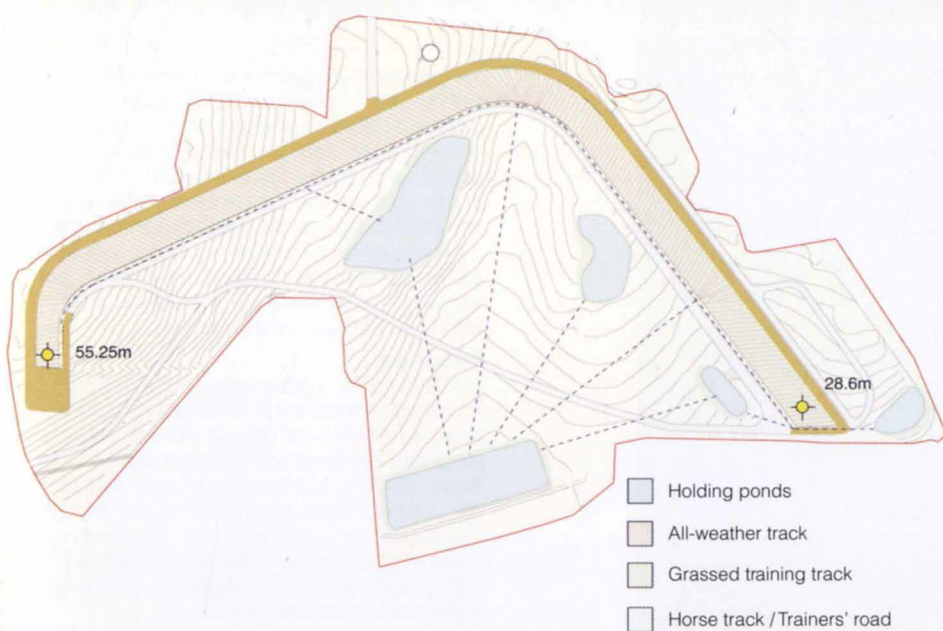 55.25m
28.6m
Holding ponds
All-weather track
Grassed training track
Horse track / Trainers' road